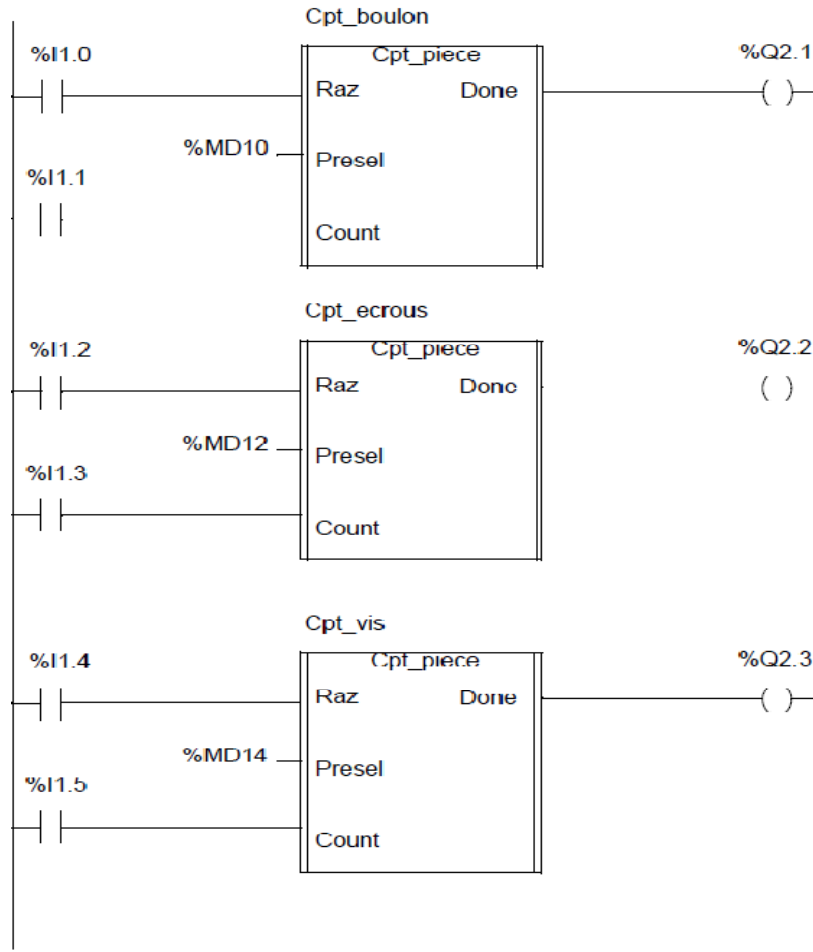 Cpt_boulon
%I1.0 Cpt_piece %Q2.1
Raz Done
%MD10 Presel
%I1.1
Count
Cpt_ecrous
%I1.2 Cpt_piece %Q2.2
Raz Done
%MD12 Presel
%I1.3
Count
Cpt_vis
%I1.4 Cpt_piece %Q2.3
Raz Done
%MD14 Presel
%I1.5
Count